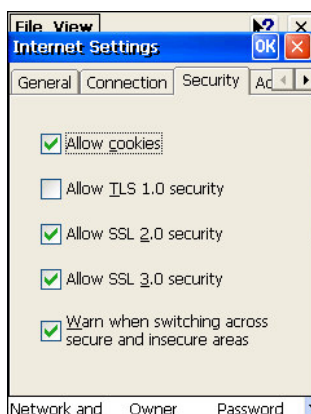 File View
Internet Settings OK
General Connection Security Ad
Allow cookies
Allow TLS 1.0 security
Allow SSL 2.0 security
Allow SSL 3.0 security
Warn when switching across
secure and insecure areas
Network and Owner Password